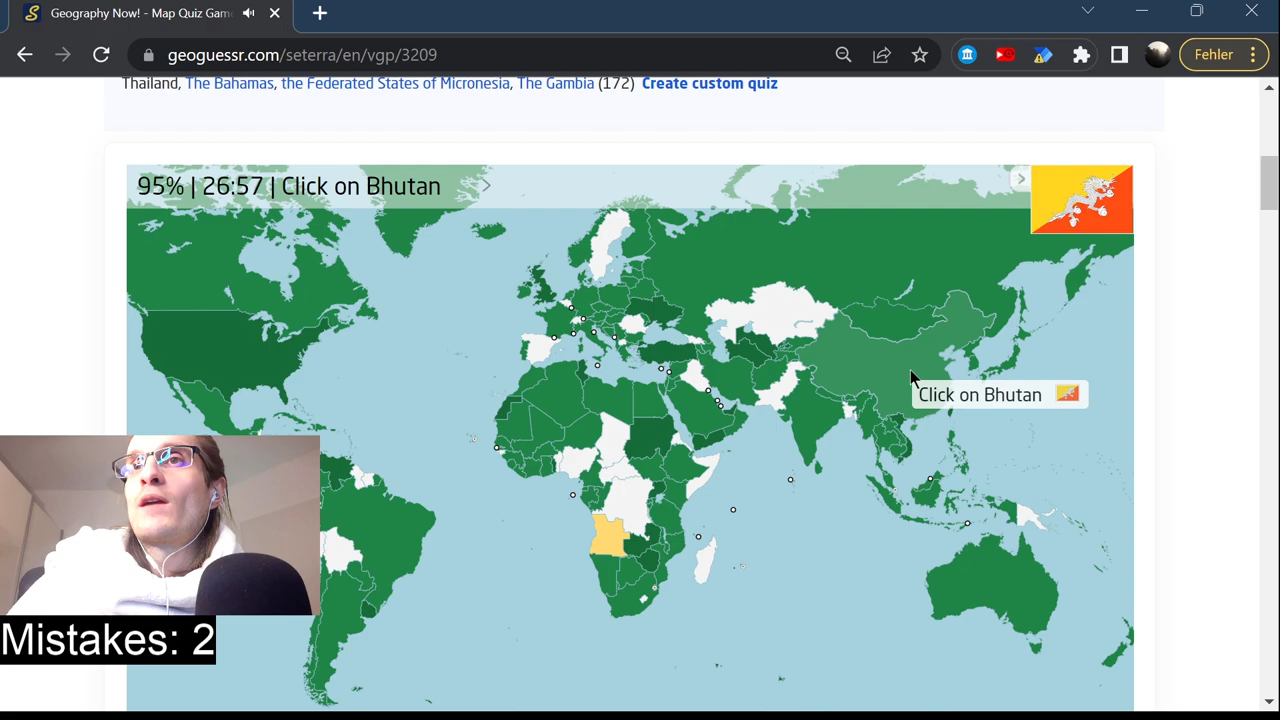 Geography Now! - Map Quiz Gam
geoguessr.com/seterra/en/vgp/3209
Fehler
Thailand, The Bahamas, the Federated States of Micronesia, The Gambia (172) Create custom quiz
95% | 26:57 | Click on Bhutan
Click on Bhutan
Mistakes: 2